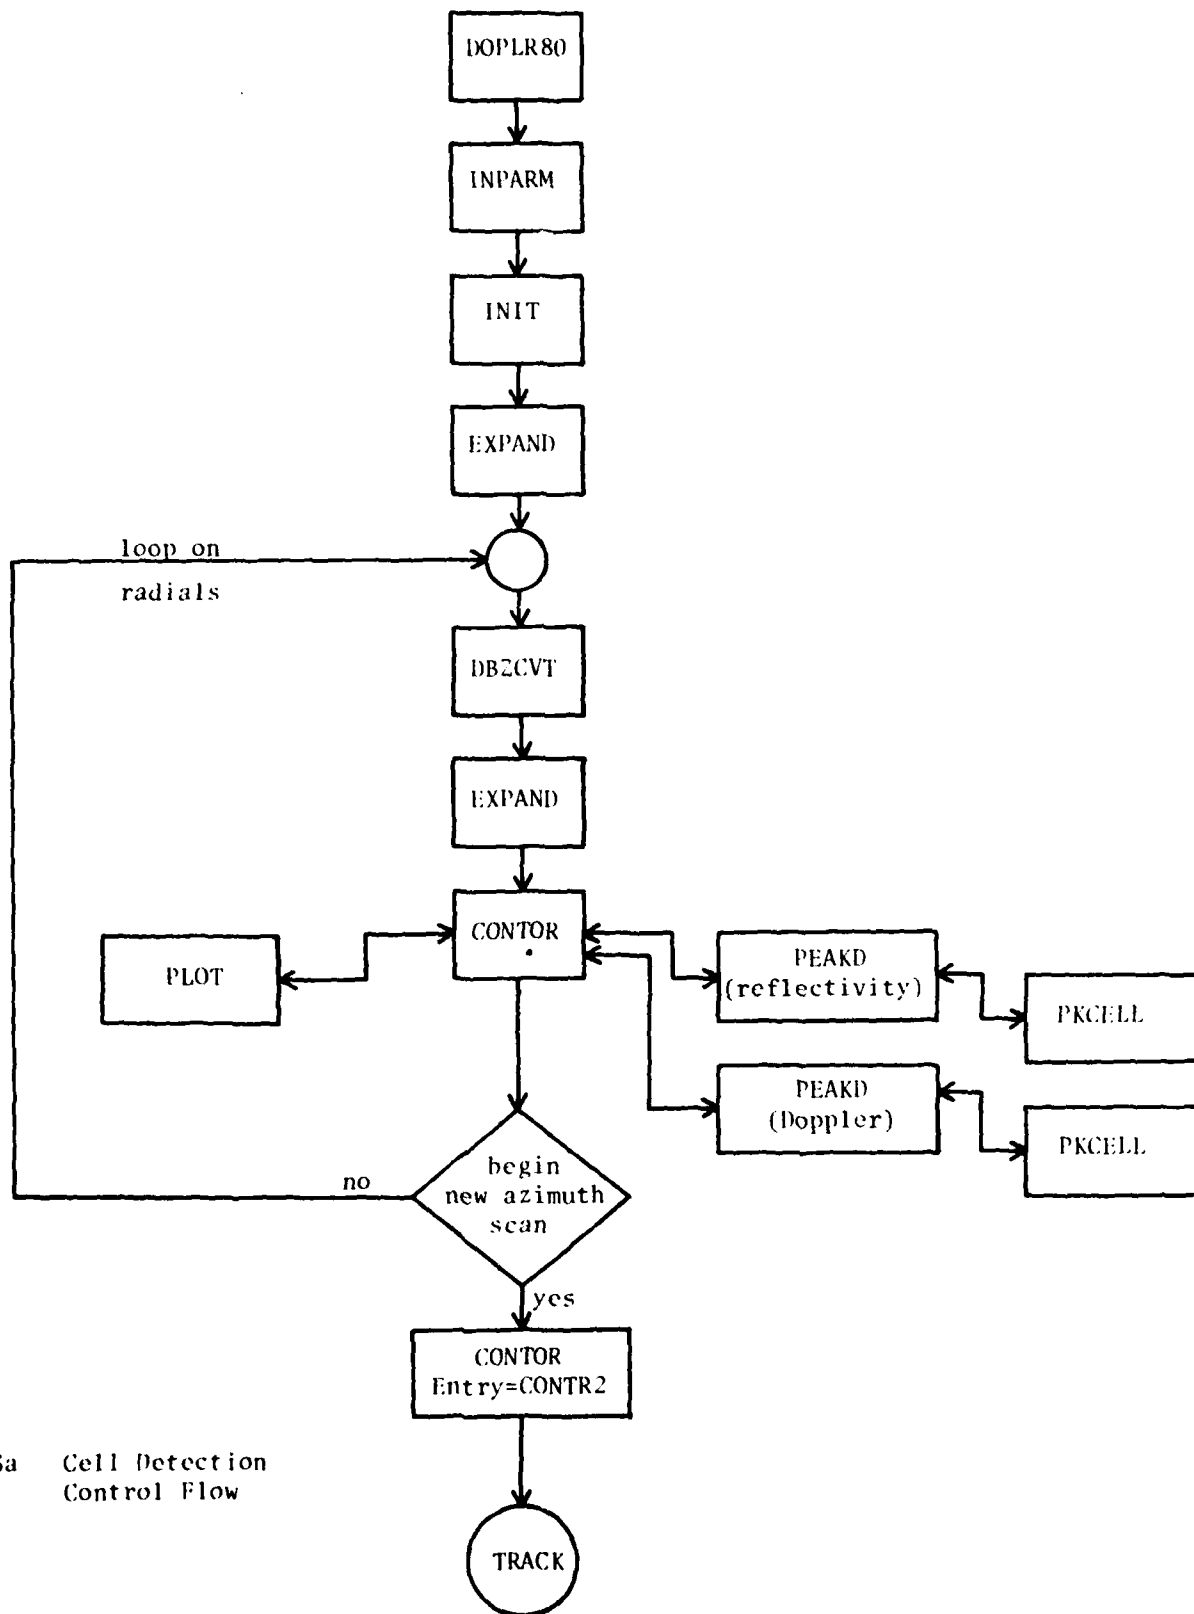 DOPLR80
INPARM
INIT
EXPAND
loop on
radials
DBZCVT
EXPAND
CONTOR
PLOT
PEAKD
(reflectivity)
PKCELL
PEAKD
(Doppler)
PKCELL
begin
new azimuth
scan
no
yes
CONTOR
Entry=CONTR2
Cell Detection
Control Flow
TRACK